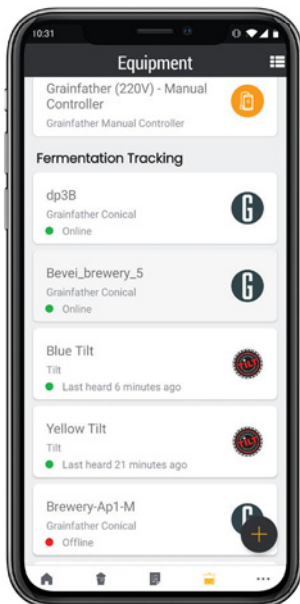 10:31
Equipment
Grainfather (220V) - Manual
Controller
Grainfather Manual Controller
Fermentation Tracking
dp3B
Grainfather Conical
Online
G
Bevei_brewery_5
Grainfather Conical
Online
G
Blue Tilt
Tilt
Last heard 6 minutes ago
TILT
Yellow Tilt
Tilt
Last heard 21 minutes ago
TILT
Brewery-Ap1-M
Grainfather Conical
Offline